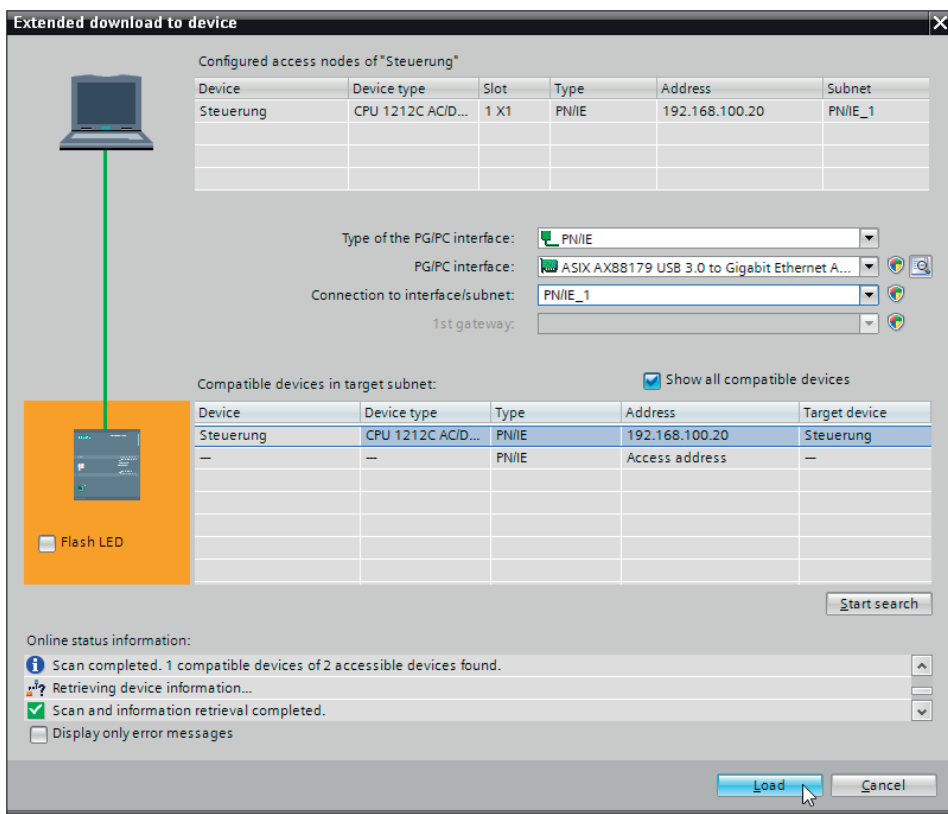 Extended download to device
Configured access nodes of "Steuerung"
Device Device type Slot Type Address Subnet
Steuerung CPU 1212C AC/D... 1 X1 PN/IE 192.168.100.20 PN/IE_1
Type of the PG/PC interface: PN/IE
PG/PC interface: ASIX AX88179 USB 3.0 to Gigabit Ethernet A...
Connection to interface/subnet: PN/IE_1
1st gateway:
Compatible devices in target subnet: Show all compatible devices
Device Device type Type Address Target device
Steuerung CPU 1212C AC/D... PN/IE 192.168.100.20 Steuerung
— — PN/IE Access address —
Flash LED
Start search
Online status information:
Scan completed. 1 compatible devices of 2 accessible devices found.
Retrieving device information...
Scan and information retrieval completed.
Display only error messages
Load Cancel